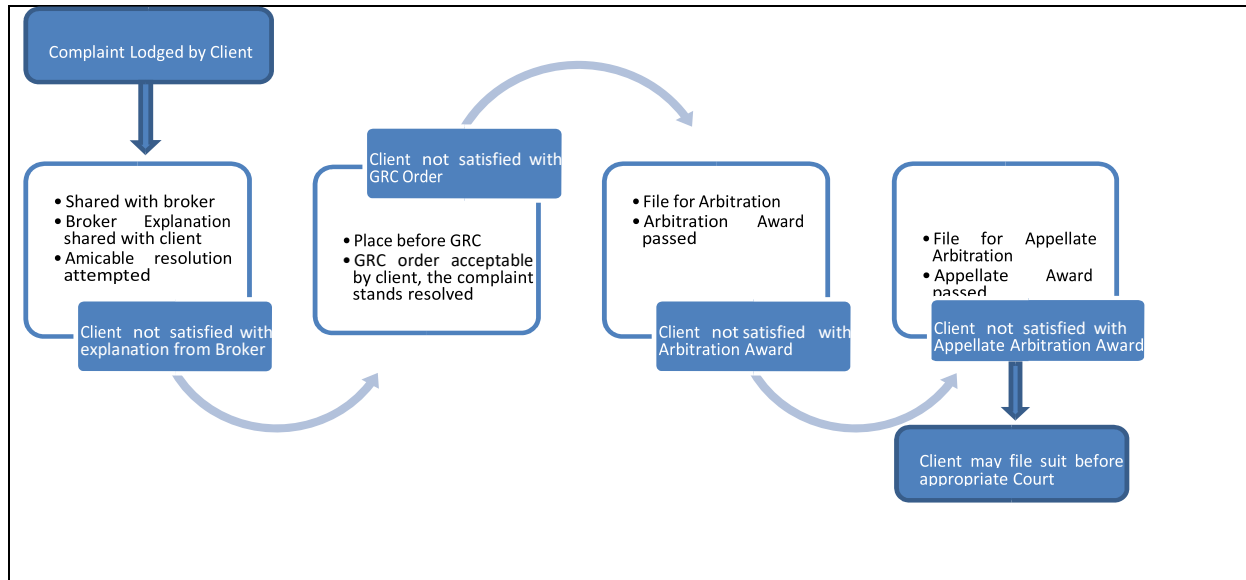 Complaint Lodged by Client
• Shared with broker
• Broker Explanation
shared with client
• Amicable resolution
attempted
Client not satisfied with
explanation from Broker
Client not satisfied with
GRC Order
• Place before GRC
• GRC order acceptable
by client, the complaint
stands resolved
• File for Arbitration
• Arbitration Award
passed
Client not satisfied with
Arbitration Award
• File for Appellate
Arbitration
• Appellate Award
passed
Client not satisfied with
Appellate Arbitration Award
Client may file suit before
appropriate Court